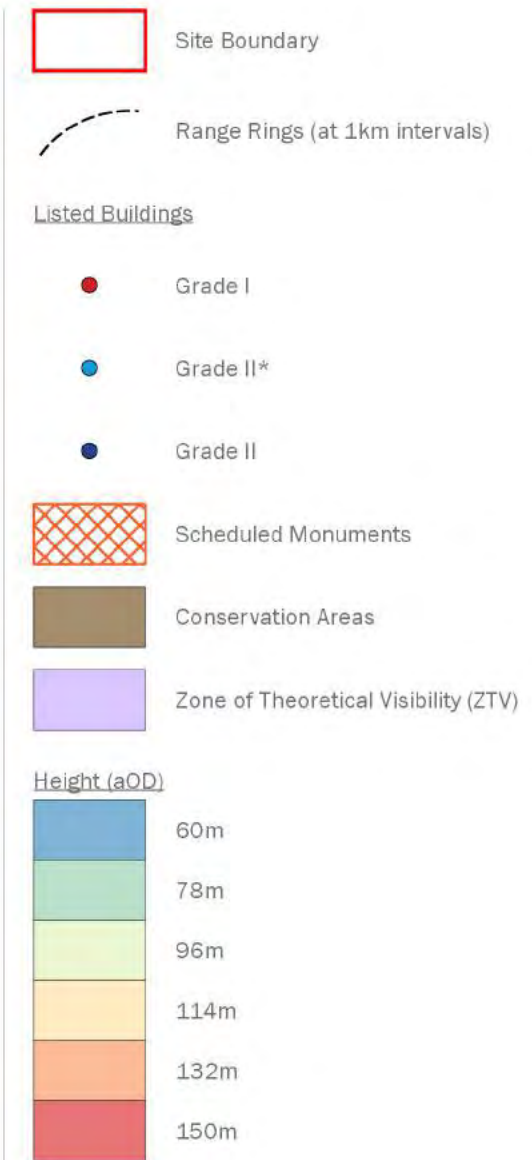 Site Boundary
Range Rings (at 1km intervals)
Listed Buildings
Grade I
Grade II*
Grade II
Scheduled Monuments
Conservation Areas
Zone of Theoretical Visibility (ZTV)
Height (aOD)
60m
78m
96m
114m
132m
150m